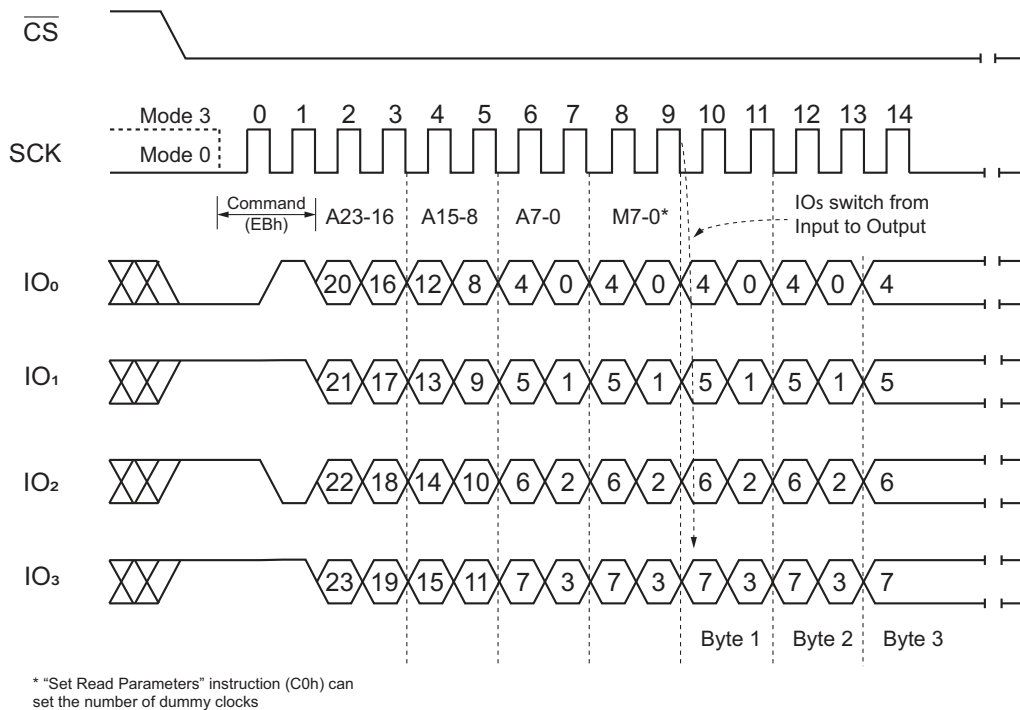 CS
Mode 3
0 1 2 3 4 5 6 7 8 9 10 11 12 13 14
SCK
Mode 0
Command
(EBh)
A23-16 A15-8 A7-0 M7-0*
IOs switch from
Input to Output
IO₀ 20 16 12 8 4 0 4 0 4 0 4 0 4
IO₁ 21 17 13 9 5 1 5 1 5 1 5 1 5
IO₂ 22 18 14 10 6 2 6 2 6 2 6 2 6
IO₃ 23 19 15 11 7 3 7 3 7 3 7 3 7
Byte 1 Byte 2 Byte 3
* “Set Read Parameters” instruction (C0h) can
set the number of dummy clocks